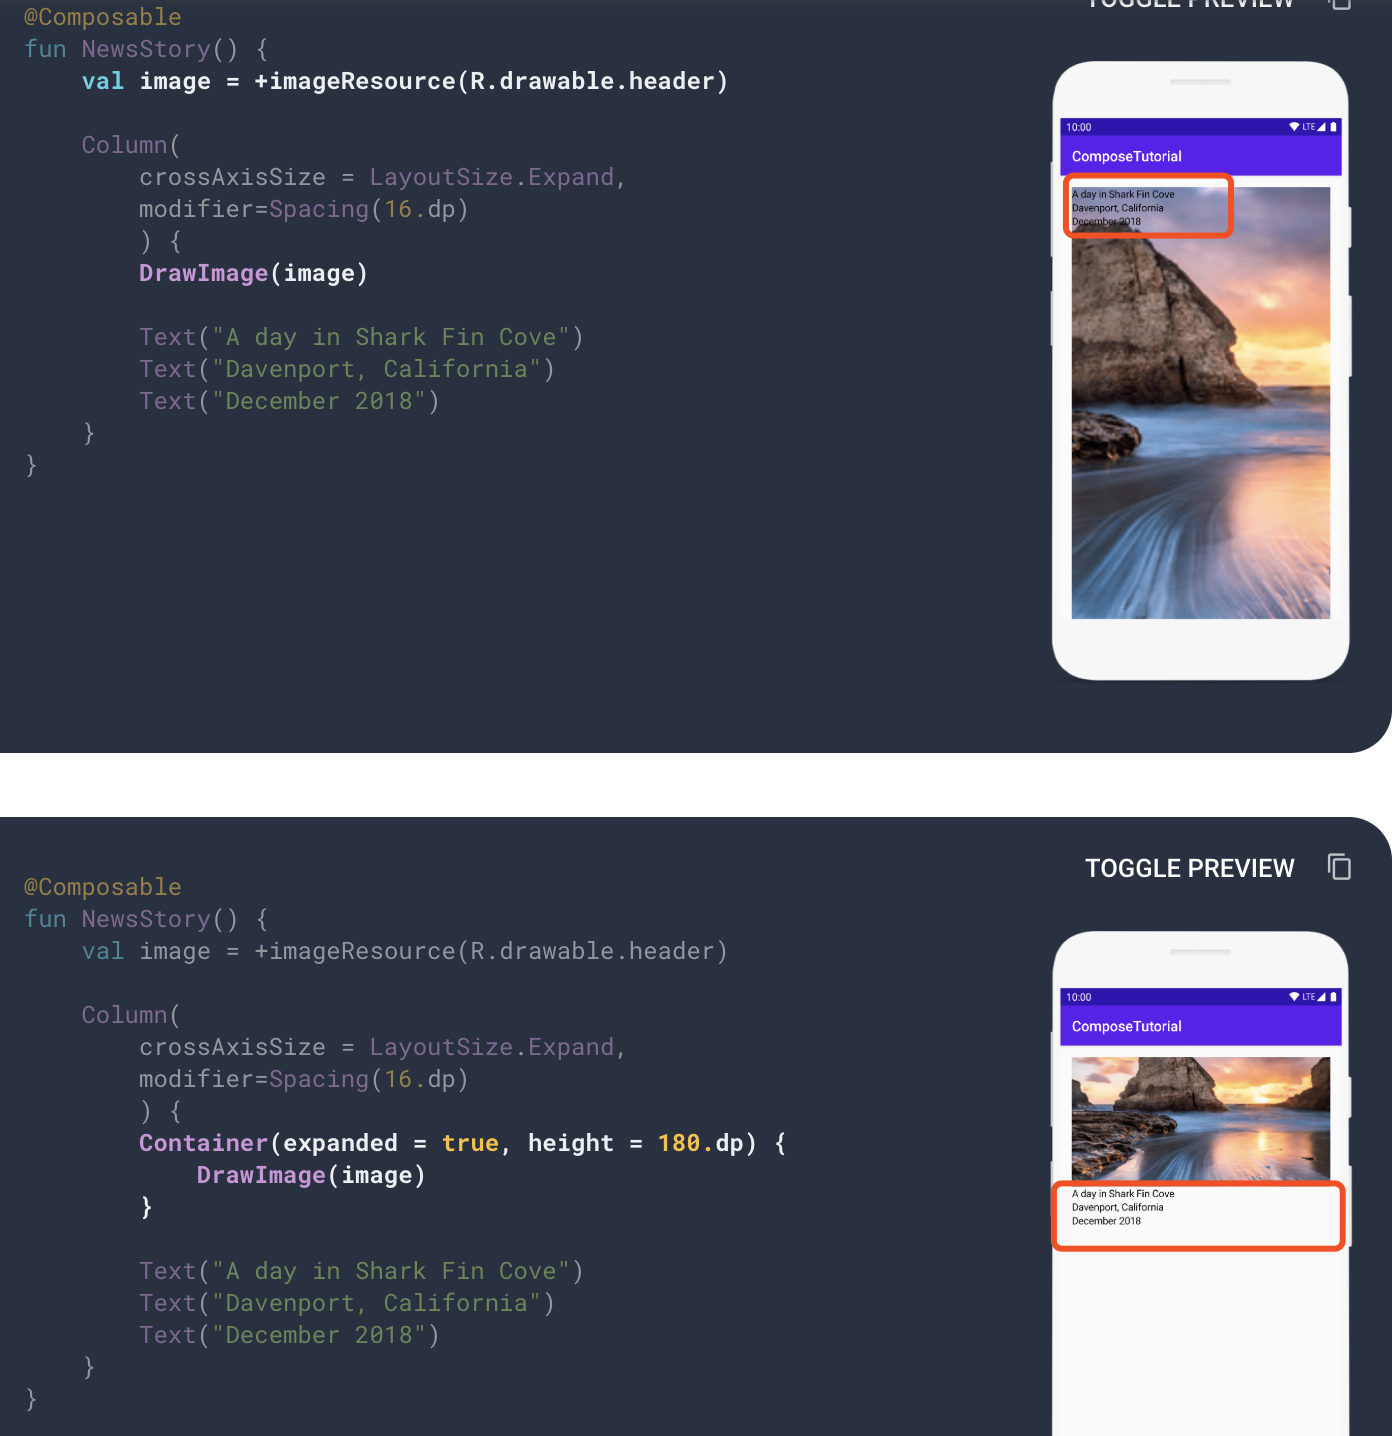 TOGGLE PREVIEW
@Composable
fun NewsStory() {
val image = +imageResource(R.drawable.header)
Column(
crossAxisSize = LayoutSize.Expand,
modifier=Spacing(16.dp)
) {
DrawImage(image)
Text("A day in Shark Fin Cove")
Text("Davenport, California")
Text("December 2018")
}
}
10:00
LTE
ComposeTutorial
A day in Shark Fin Cove
Davenport, California
December 2018
TOGGLE PREVIEW
@Composable
fun NewsStory() {
val image = +imageResource(R.drawable.header)
Column(
crossAxisSize = LayoutSize.Expand,
modifier=Spacing(16.dp)
) {
Container(expanded = true, height = 180.dp) {
DrawImage(image)
}
Text("A day in Shark Fin Cove")
Text("Davenport, California")
Text("December 2018")
}
}
10:00
LTE
ComposeTutorial
A day in Shark Fin Cove
Davenport, California
December 2018